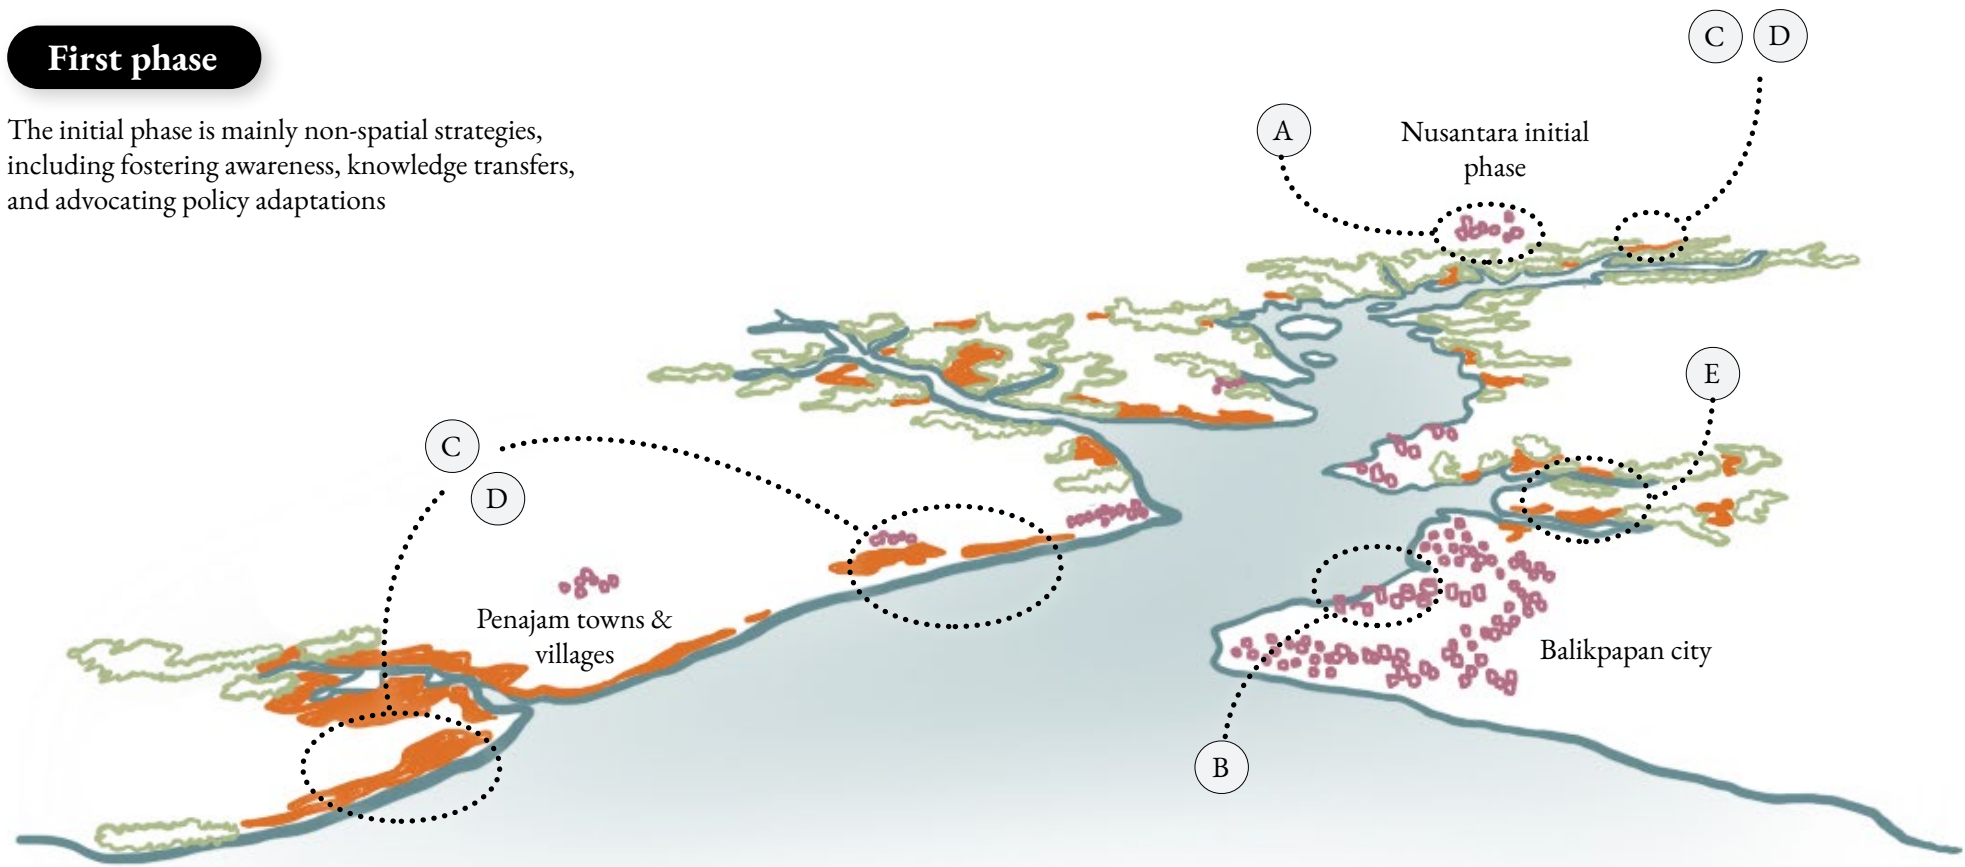 First phase
The initial phase is mainly non-spatial strategies,
including fostering awareness, knowledge transfers,
and advocating policy adaptations
C D
A
Nusantara initial
phase
E
C
D
Penajam towns &
villages
Balikpapan city
B